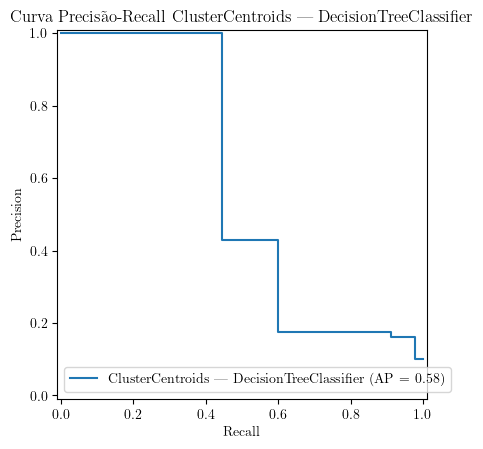 Curva Precisão-Recall ClusterCentroids — DecisionTreeClassifier
1.0
0.8
0.6
0.4
0.2
0.0
Precision
ClusterCentroids — DecisionTreeClassifier (AP = 0.58)
0.0 0.2 0.4 0.6 0.8 1.0
Recall